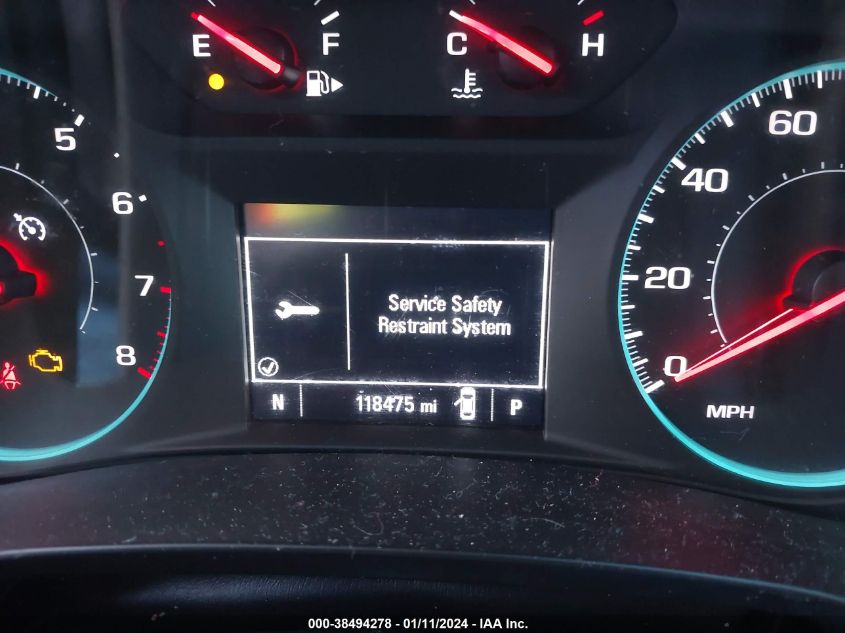 E F
C H
5
6
7
8
60
40
20
0
MPH
Service Safety
Restraint System
N 118475 mi P
000-38494278 - 01/11/2024 - IAA Inc.